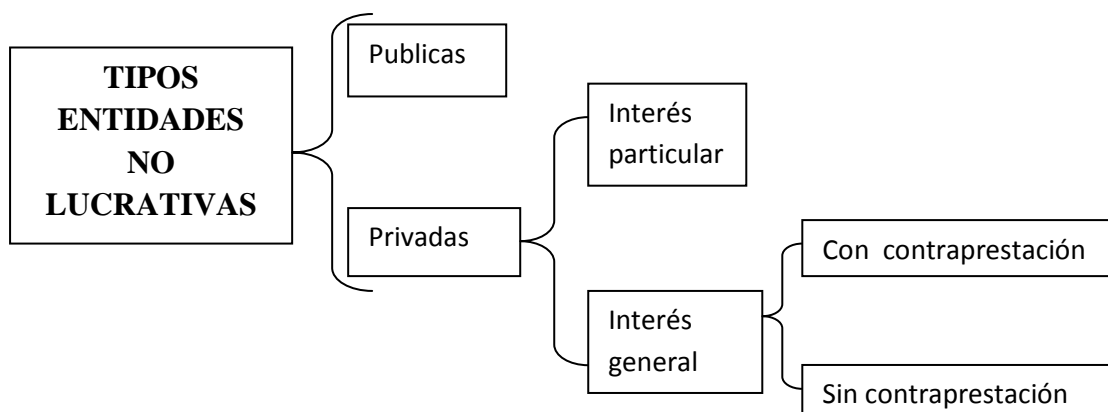 TIPOS
ENTIDADES
NO
LUCRATIVAS
Publicas
Privadas
Interés
particular
Interés
general
Con contraprestación
Sin contraprestación